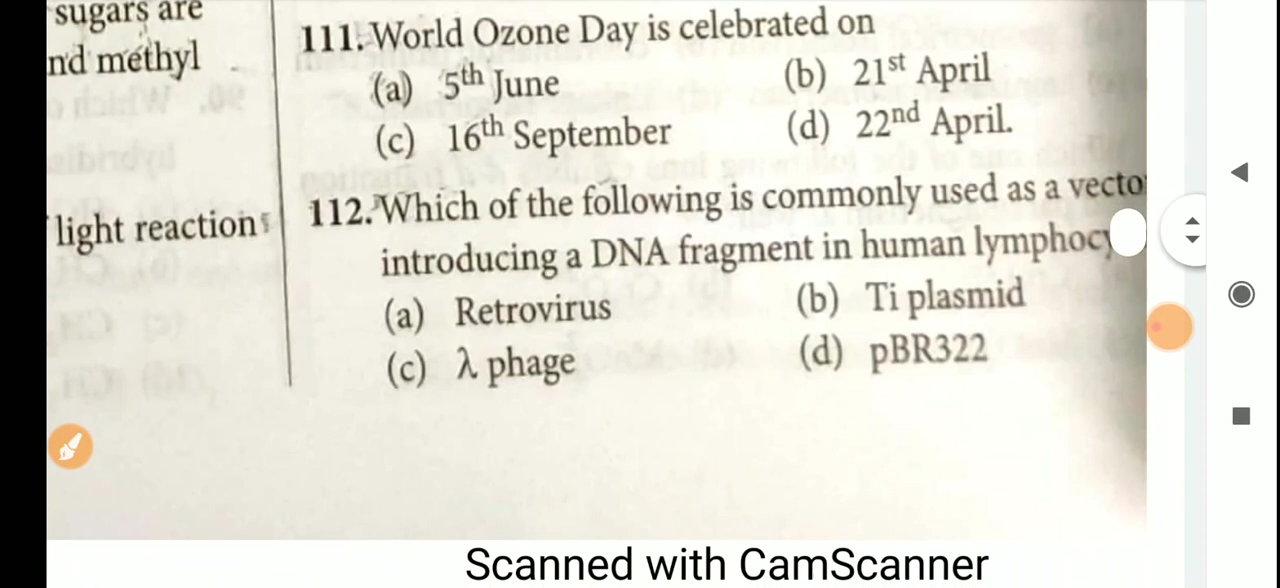 sugars are
nd methyl
light reactions
111. World Ozone Day is celebrated on
(a) 5th June (b) 21st April
(c) 16th September (d) 22nd April.
112. Which of the following is commonly used as a vecto
introducing a DNA fragment in human lymphocy
(a) Retrovirus (b) Ti plasmid
(c) λ phage (d) pBR322
Scanned with CamScanner